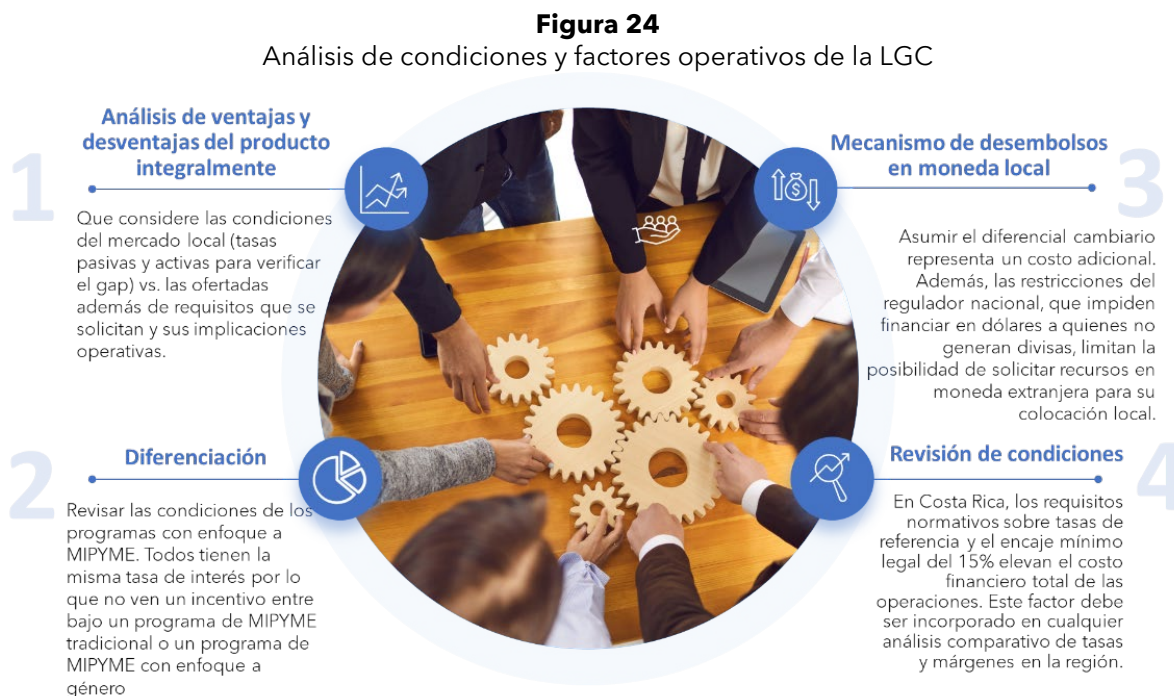 Figura 24
Análisis de condiciones y factores operativos de la LGC
1
Análisis de ventajas y
desventajas del producto
integralmente
Que considere las condiciones
del mercado local (tasas
pasivas y activas para verificar
el gap) vs. las ofertadas
además de requisitos que se
solicitan y sus implicaciones
operativas.
2
Diferenciación
Revisar las condiciones de los
programas con enfoque a
MIPYME. Todos tienen la
misma tasa de interés por lo
que no ven un incentivo entre
bajo un programa de MIPYME
tradicional o un programa de
MIPYME con enfoque a
género
Mecanismo de desembolsos
en moneda local
3
Asumir el diferencial cambiario
representa un costo adicional.
Además, las restricciones del
regulador nacional, que impiden
financiar en dólares a quienes no
generan divisas, limitan la
posibilidad de solicitar recursos en
moneda extranjera para su
colocación local.
Revisión de condiciones
4
En Costa Rica, los requisitos
normativos sobre tasas de
referencia y el encaje mínimo
legal del 15% elevan el costo
financiero total de las
operaciones. Este factor debe
ser incorporado en cualquier
análisis comparativo de tasas
y márgenes en la región.